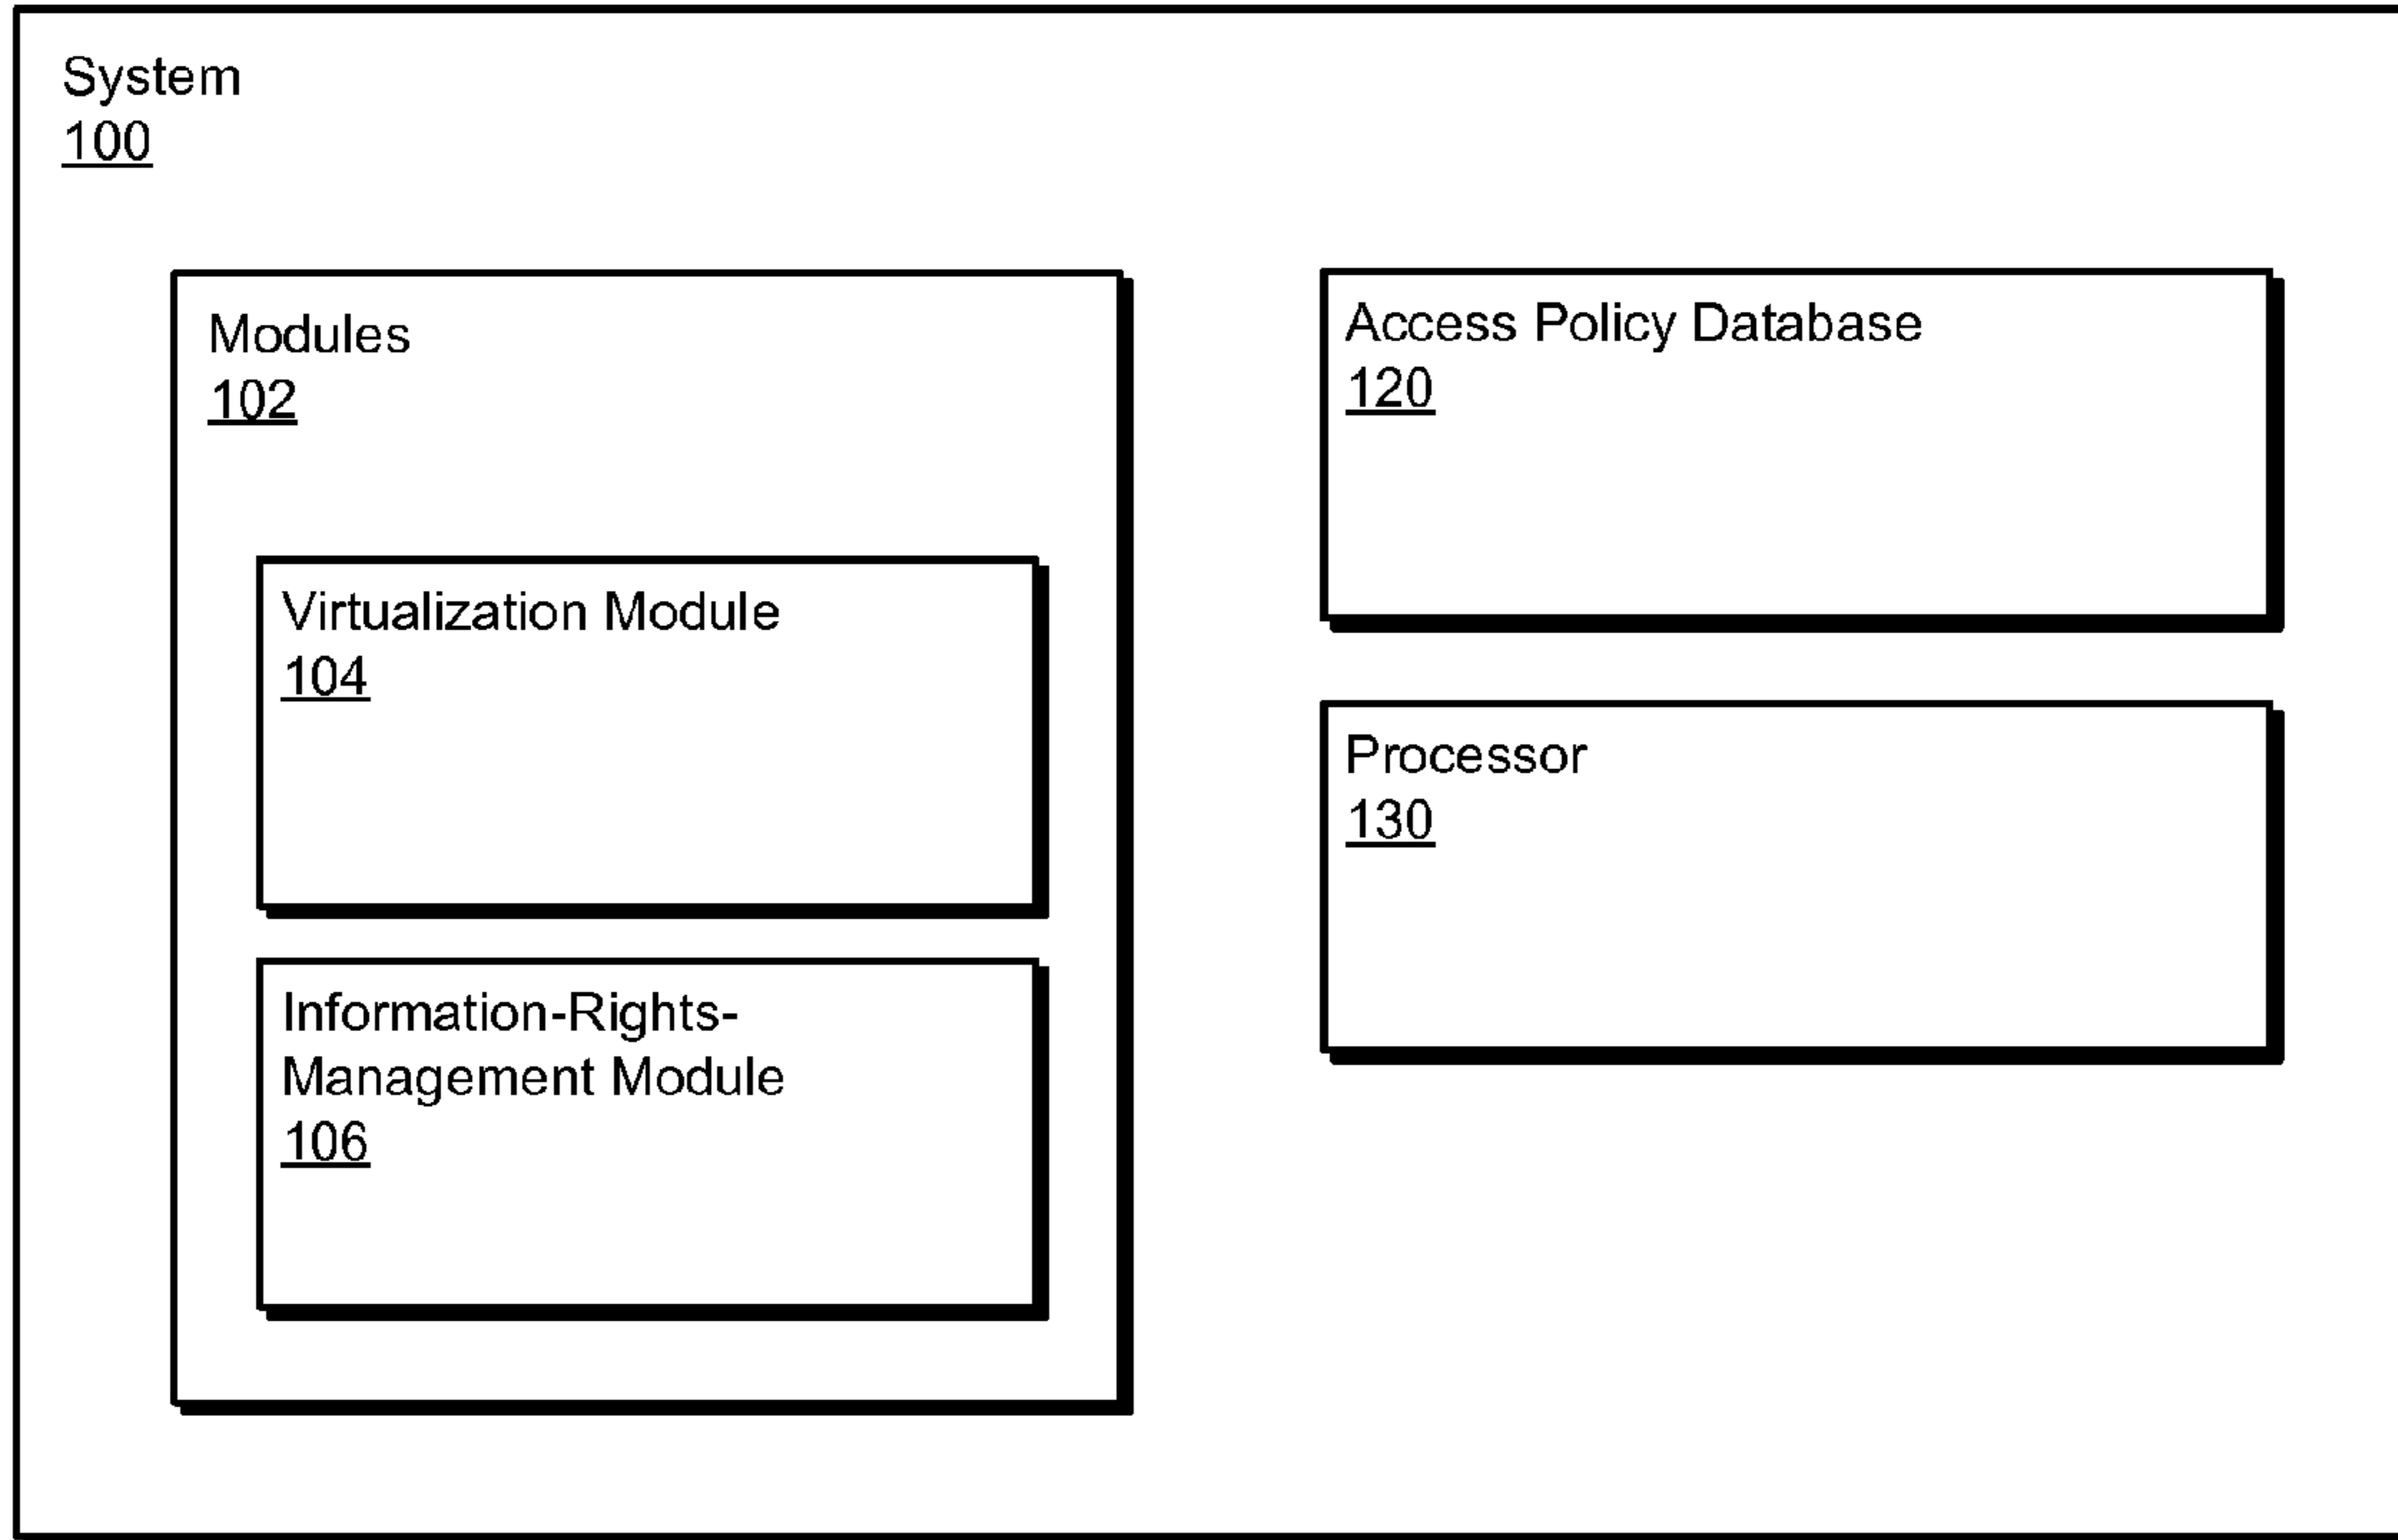 System
100
Modules
102
Virtualization Module
104
Information-Rights-
Management Module
106
Access Policy Database
120
Processor
130